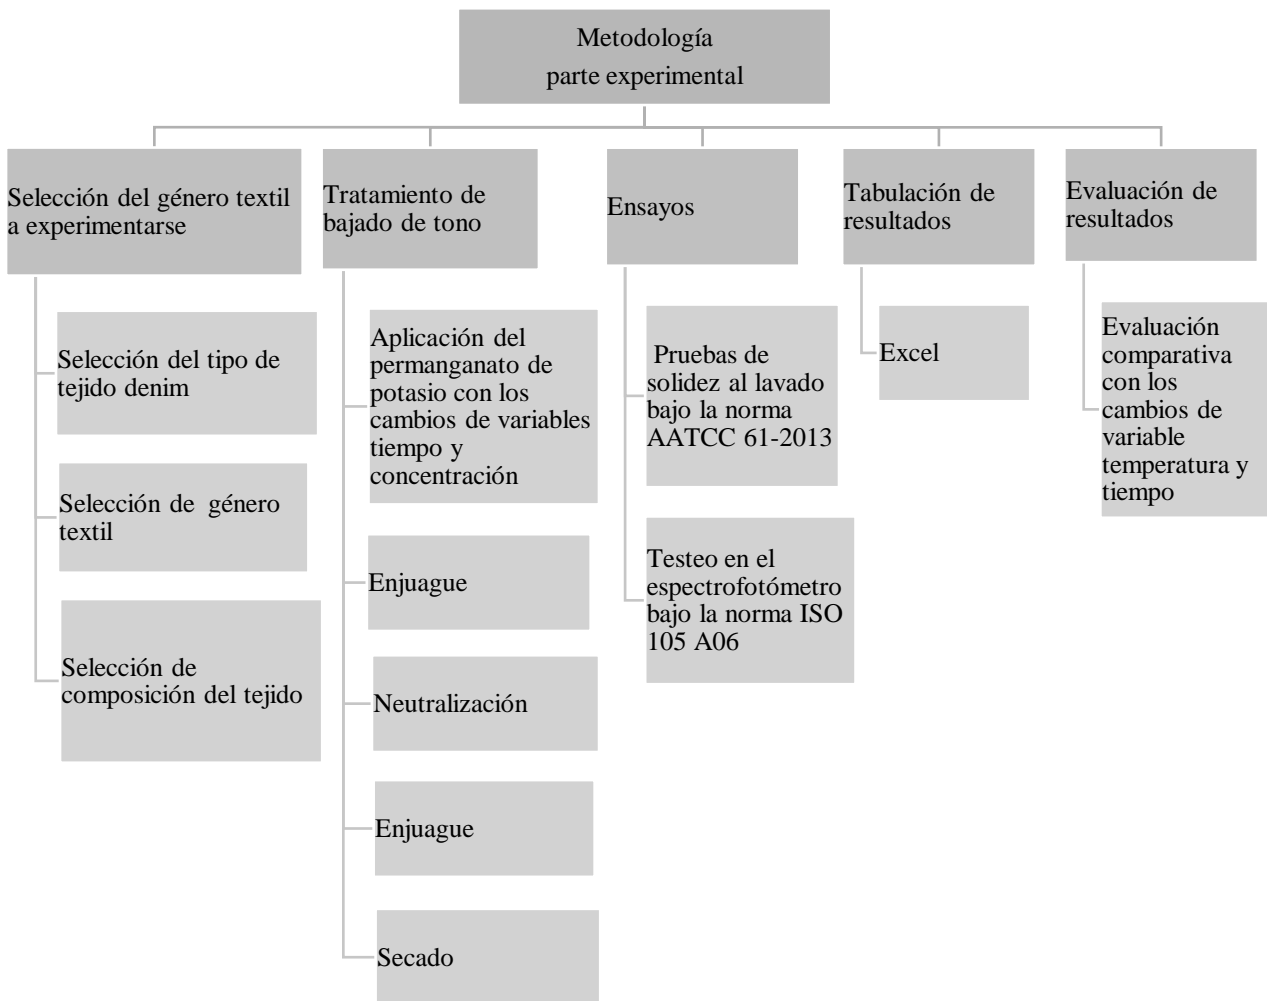 Metodología
parte experimental
Selección del género textil
a experimentarse
Selección del tipo de
tejido denim
Selección de género
textil
Selección de
composición del tejido
Tratamiento de
bajado de tono
Aplicación del
permanganato de
potasio con los
cambios de variables
tiempo y
concentración
Enjuague
Neutralización
Enjuague
Secado
Ensayos
Pruebas de
solidez al lavado
bajo la norma
AATCC 61-2013
Testeo en el
espectrofotómetro
bajo la norma ISO
105 A06
Tabulación de
resultados
Excel
Evaluación de
resultados
Evaluación
comparativa
con los
cambios de
variable
temperatura y
tiempo